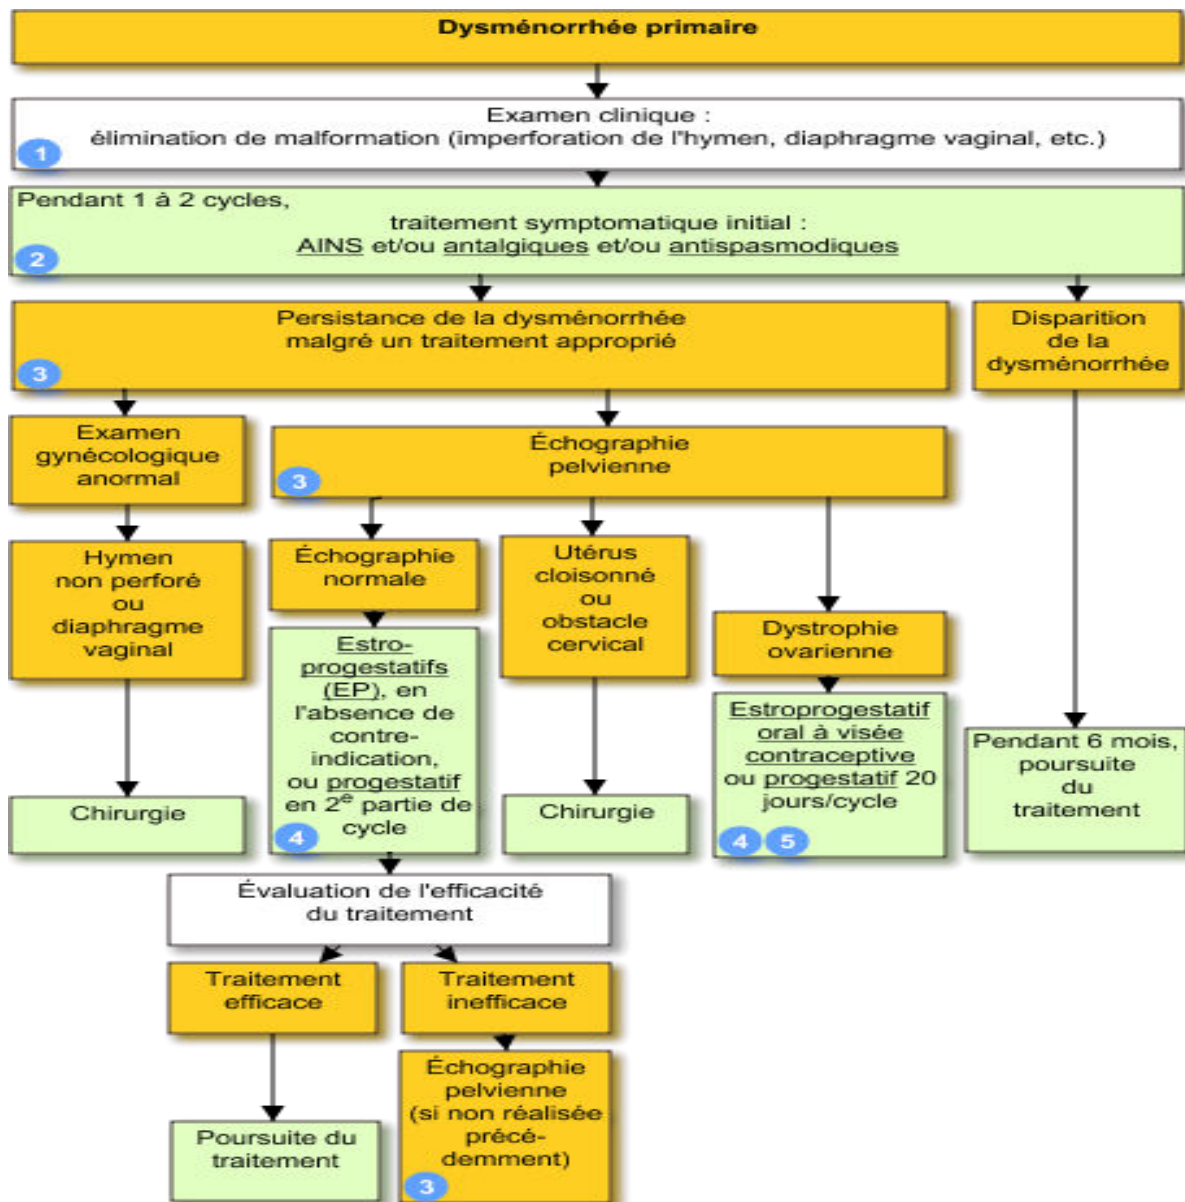 Dysménorrhée primaire
Examen clinique :
élimination de malformation (imperforation de l'hymen, diaphragme vaginal, etc.)
1
Pendant 1 à 2 cycles,
traitement symptomatique initial :
AINS et/ou antalgiques et/ou antispasmodiques
2
Persistance de la dysménorrhée
malgré un traitement approprié
3
Disparition
de la
dysménorrhée
Examen
gynécologique
anormal
Échographie
pelvienne
3
Hymen
non perforé
ou
diaphragme
vaginal
Échographie
normale
Utérus
cloisonné
ou
obstacle
cervical
Dystrophie
ovarienne
Chirurgie
Estro-
progestatifs
(EP), en
l'absence de
contre-
indication,
ou progestatif
en 2e partie de
cycle
4
Chirurgie
Estroprogestatif
oral à visée
contraceptive
ou progestatif 20
jours/cycle
4 5
Pendant 6 mois,
poursuite
du
traitement
Évaluation de l'efficacité
du traitement
Traitement
efficace
Traitement
inefficace
Poursuite du
traitement
Échographie
pelvienne
(si non réalisée
précé-
demment)
3